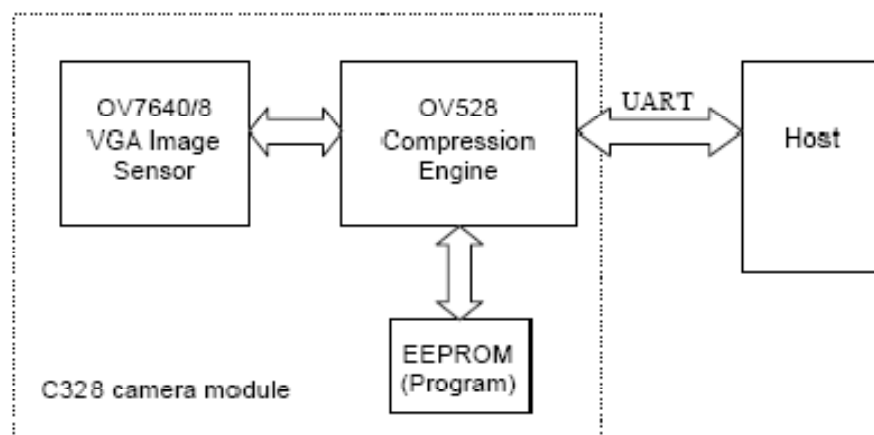 OV7640/8
VGA Image
Sensor
OV528
Compression
Engine
UART
Host
EEPROM
(Program)
C328 camera module